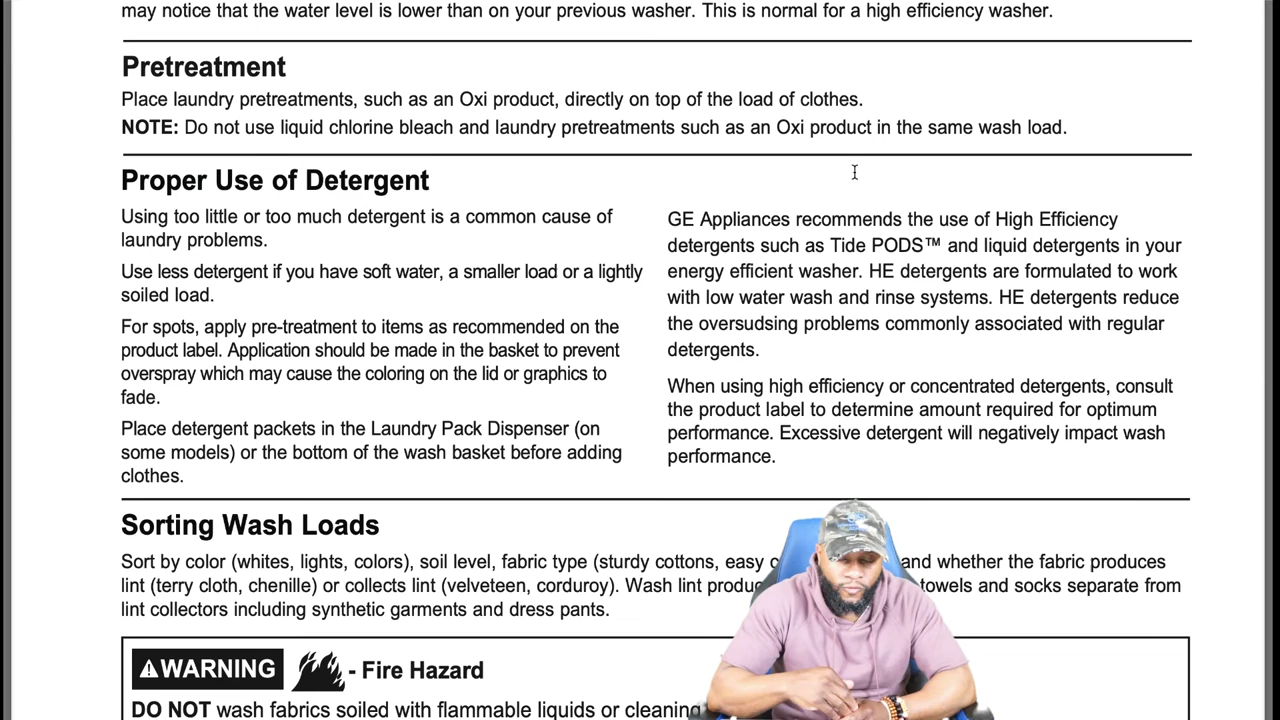 may notice that the water level is lower than on your previous washer. This is normal for a high efficiency washer.
Pretreatment
Place laundry pretreatments, such as an Oxi product, directly on top of the load of clothes.
NOTE: Do not use liquid chlorine bleach and laundry pretreatments such as an Oxi product in the same wash load.
Proper Use of Detergent
Using too little or too much detergent is a common cause of
laundry problems.
Use less detergent if you have soft water, a smaller load or a lightly
soiled load.
For spots, apply pre-treatment to items as recommended on the
product label. Application should be made in the basket to prevent
overspray which may cause the coloring on the lid or graphics to
fade.
Place detergent packets in the Laundry Pack Dispenser (on
some models) or the bottom of the wash basket before adding
clothes.
GE Appliances recommends the use of High Efficiency
detergents such as Tide PODS™ and liquid detergents in your
energy efficient washer. HE detergents are formulated to work
with low water wash and rinse systems. HE detergents reduce
the oversudsing problems commonly associated with regular
detergents.
When using high efficiency or concentrated detergents, consult
the product label to determine amount required for optimum
performance. Excessive detergent will negatively impact wash
performance.
Sorting Wash Loads
Sort by color (whites, lights, colors), soil level, fabric type (sturdy cottons, easy and whether the fabric produces
lint (terry cloth, chenille) or collects lint (velveteen, corduroy). Wash lint towels and socks separate from
lint collectors including synthetic garments and dress pants.
WARNING - Fire Hazard
DO NOT wash fabrics soiled with flammable liquids or cleaning